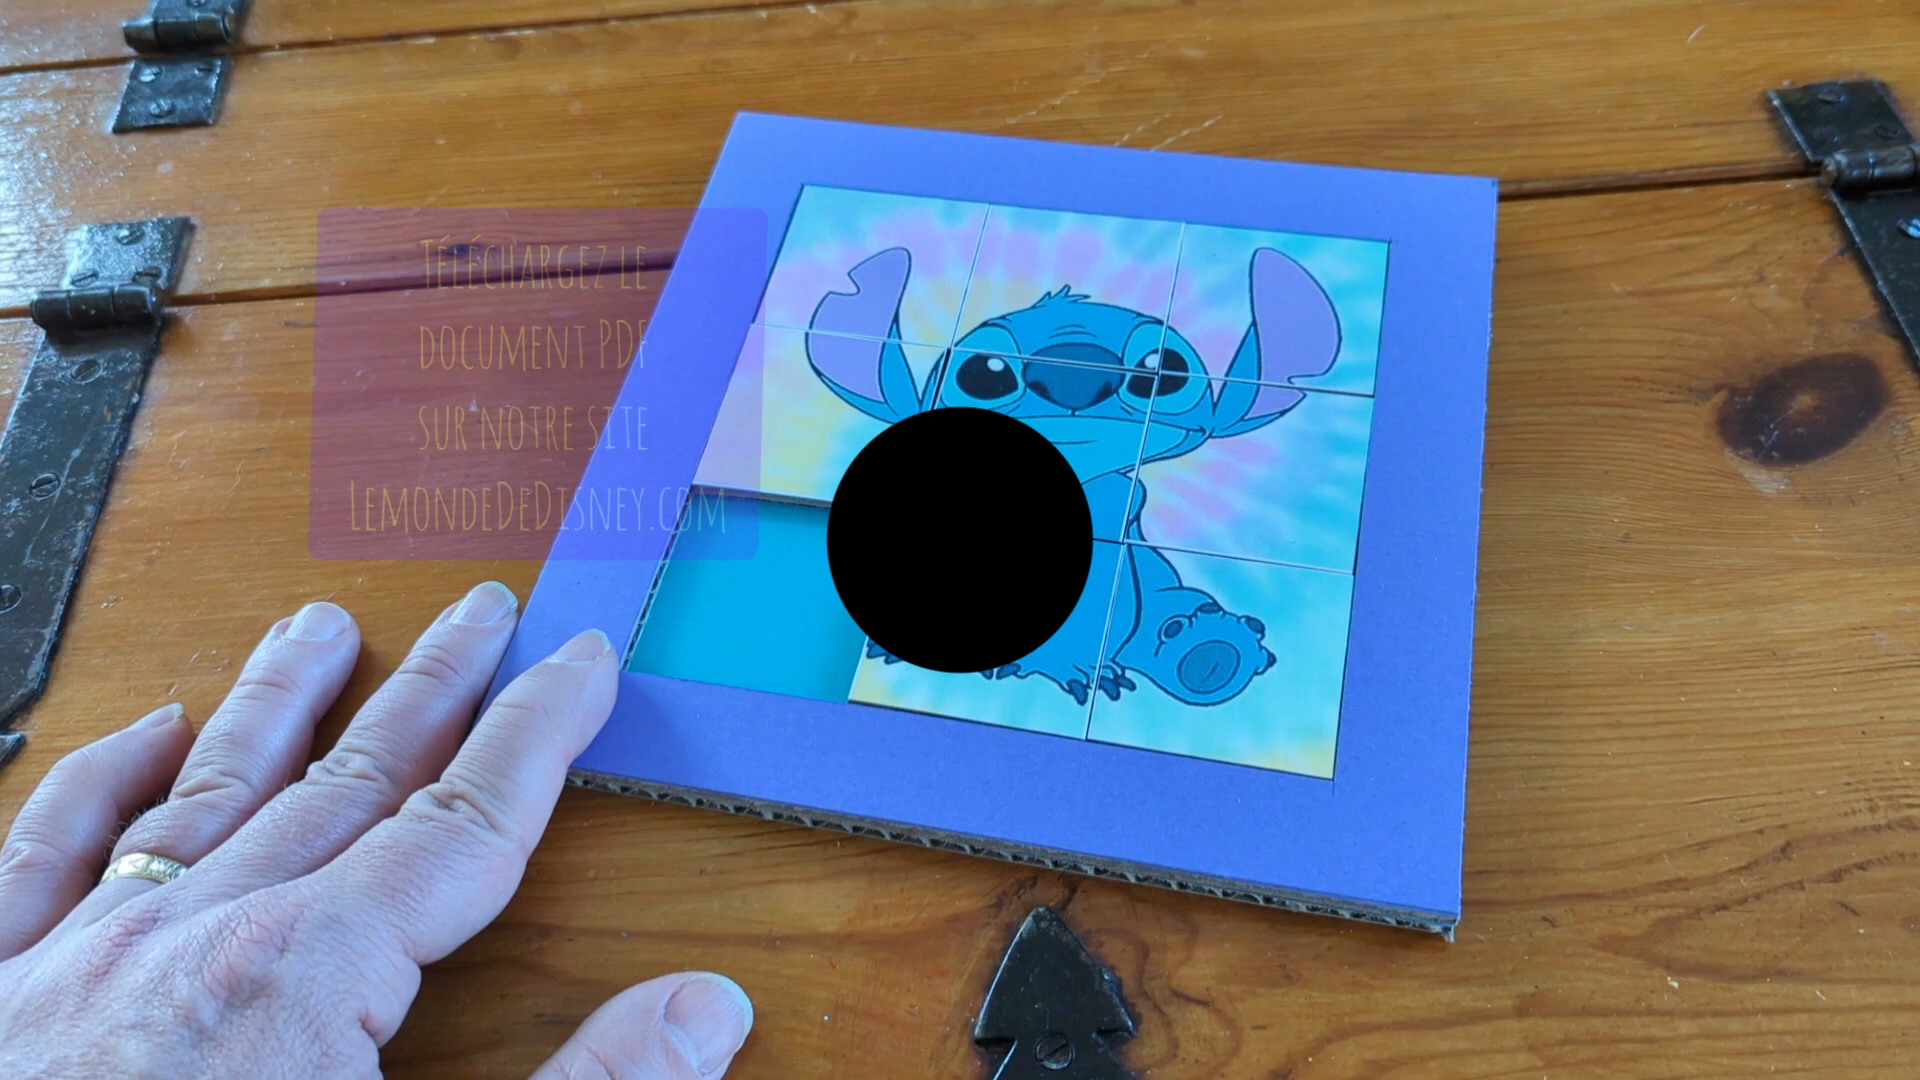 Téléchargez le
document PDF
sur notre site
LemondeDeDisney.com